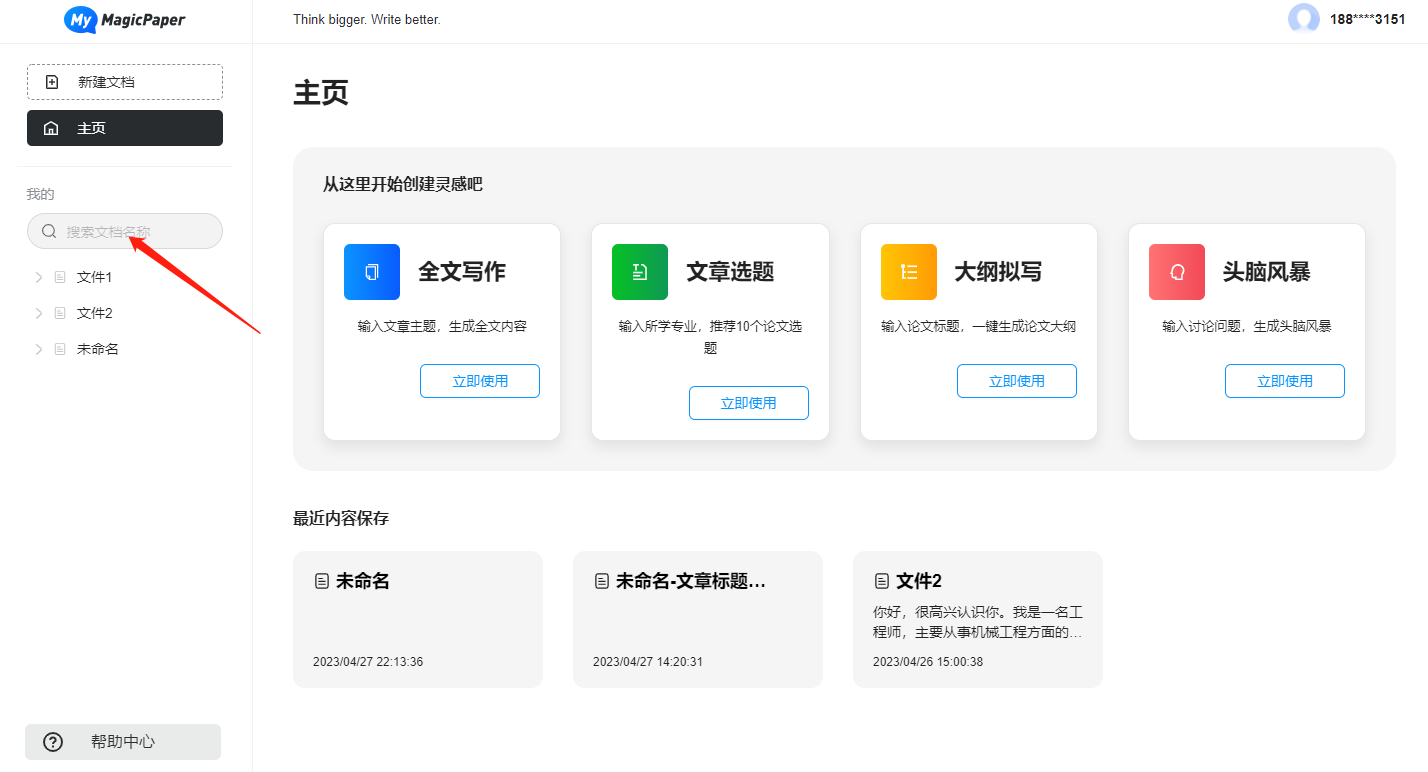 My MagicPaper
Think bigger. Write better.
188****3151
新建文档
主页
我的
搜索文档名称
文件1
文件2
未命名
帮助中心
主页
从这里开始创建灵感吧
全文写作
输入文章主题，生成全文内容
立即使用
文章选题
输入所学专业，推荐10个论文选
题
立即使用
大纲拟写
输入论文标题，一键生成论文大纲
立即使用
头脑风暴
输入讨论问题，生成头脑风暴
立即使用
最近内容保存
未命名
2023/04/27 22:13:36
未命名-文章标题...
2023/04/27 14:20:31
文件2
你好，很高兴认识你。我是一名工
程师，主要从事机械工程方面的...
2023/04/26 15:00:38